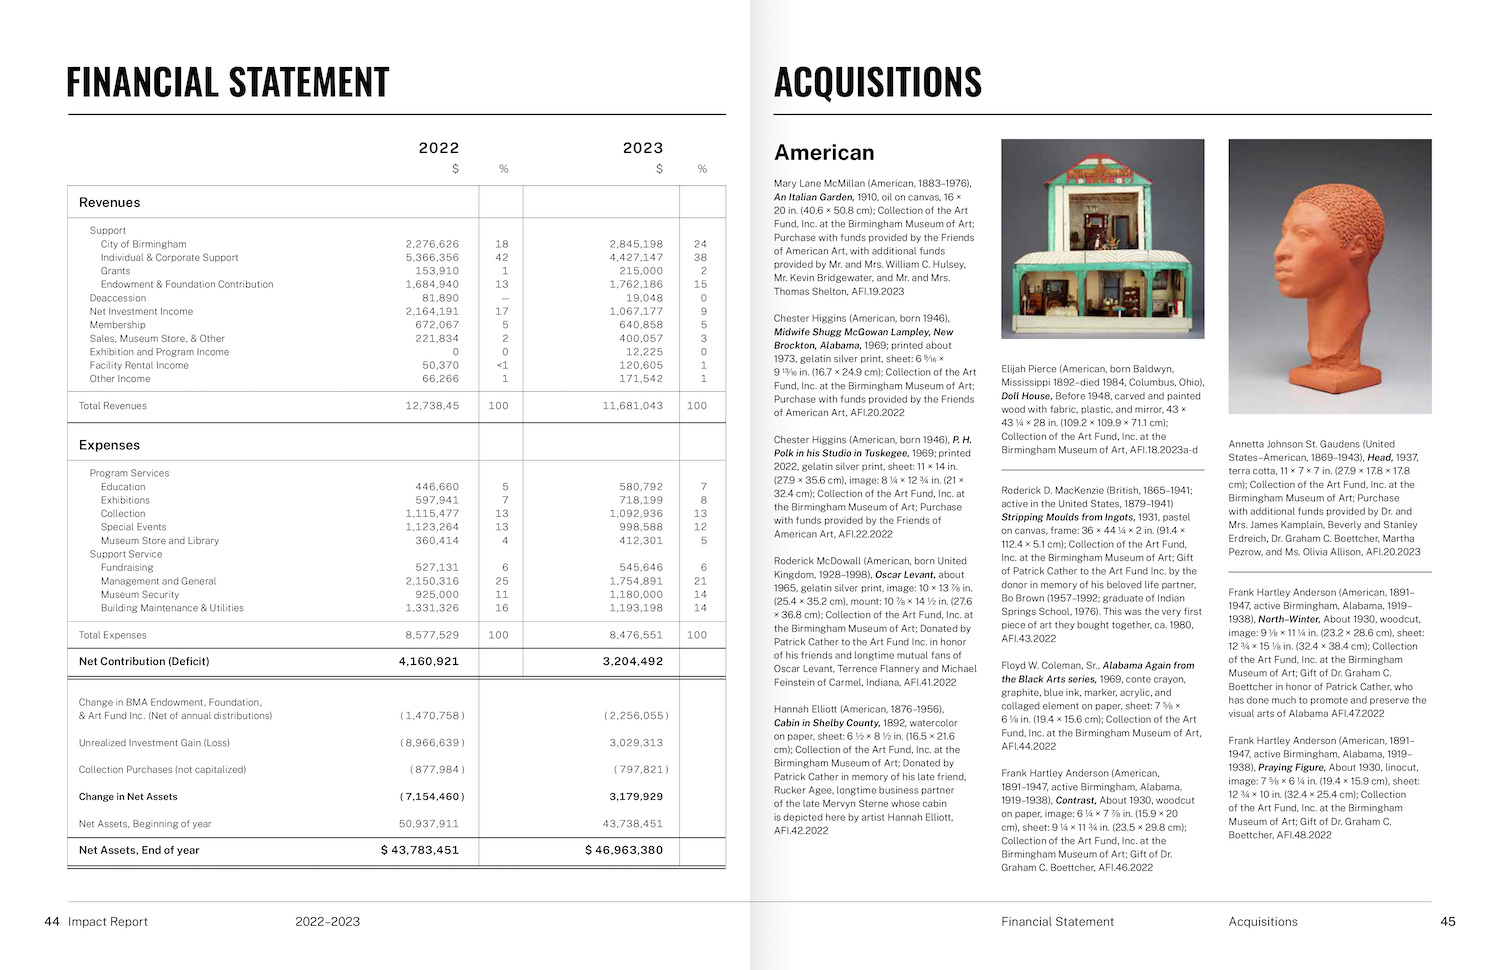 FINANCIAL STATEMENT
2022 2023
$ % $ %
Revenues
Support
City of Birmingham 2,276,626 18 2,845,198 24
Individual & Corporate Support 5,366,356 42 4,427,147 38
Grants 153,910 1 215,000 2
Endowment & Foundation Contribution 1,684,940 13 1,762,186 15
Deaccession 81,890 — 19,048 0
Net Investment Income 2,164,191 17 1,067,177 9
Membership 672,067 5 640,858 5
Sales, Museum Store, & Other 221,834 2 400,057 3
Exhibition and Program Income 0 0 12,225 0
Facility Rental Income 50,370 <1 120,605 1
Other Income 66,266 1 171,542 1
Total Revenues 12,738,45 100 11,681,043 100
Expenses
Program Services
Education 446,660 5 580,792 7
Exhibitions 597,941 7 718,199 8
Collection 1,115,477 13 1,092,936 13
Special Events 1,123,264 13 998,588 12
Museum Store and Library 360,414 4 412,301 5
Support Service
Fundraising 527,131 6 545,646 6
Management and General 2,150,316 25 1,754,891 21
Museum Security 925,000 11 1,180,000 14
Building Maintenance & Utilities 1,331,326 16 1,193,198 14
Total Expenses 8,577,529 100 8,476,551 100
Net Contribution (Deficit) 4,160,921 3,204,492
Change in BMA Endowment, Foundation,
& Art Fund Inc. (Net of annual distributions) (1,470,758) (2,256,055)
Unrealized Investment Gain (Loss) (8,966,639) 3,029,313
Collection Purchases (not capitalized) (877,984) (797,821)
Change in Net Assets (7,154,460) 3,179,929
Net Assets, Beginning of year 50,937,911 43,738,451
Net Assets, End of year $ 43,783,451 $ 46,963,380
44 Impact Report 2022–2023
ACQUISITIONS
American
Mary Lane McMillan (American, 1883–1976),
An Italian Garden, 1910, oil on canvas, 16 ×
20 in. (40.6 × 50.8 cm); Collection of the Art
Fund, Inc. at the Birmingham Museum of Art;
Purchase with funds provided by the Friends
of American Art, with additional funds
provided by Mr. and Mrs. William C. Hulsey,
Mr. Kevin Bridgewater, and Mr. and Mrs.
Thomas Shelton, AFI.19.2023
Chester Higgins (American, born 1946),
Midwife Shugg McGowan Lampley, New
Brockton, Alabama, 1969; printed about
1973, gelatin silver print, sheet: 6 9⁄16 ×
9 13⁄16 in. (16.7 × 24.9 cm); Collection of the Art
Fund, Inc. at the Birmingham Museum of Art;
Purchase with funds provided by the Friends
of American Art, AFI.20.2022
Chester Higgins (American, born 1946), P. H.
Polk in his Studio in Tuskegee, 1969; printed
2022, gelatin silver print, sheet: 11 × 14 in.
(27.9 × 35.6 cm), image: 8 ¼ × 12 ¾ in. (21 ×
32.4 cm); Collection of the Art Fund, Inc. at
the Birmingham Museum of Art; Purchase
with funds provided by the Friends of
American Art, AFI.22.2022
Roderick McDowall (American, born United
Kingdom, 1928–1998), Oscar Levant, about
1965, gelatin silver print, image: 10 × 13 ⅞ in.
(25.4 × 35.2 cm), mount: 10 ⅞ × 14 ½ in. (27.6
× 36.8 cm); Collection of the Art Fund, Inc. at
the Birmingham Museum of Art; Donated by
Patrick Cather to the Art Fund Inc. in honor
of his friends and longtime mutual fans of
Oscar Levant, Terrence Flannery and Michael
Feinstein of Carmel, Indiana, AFI.41.2022
Hannah Elliott (American, 1876–1956),
Cabin in Shelby County, 1892, watercolor
on paper, sheet: 6 ½ × 8 ½ in. (16.5 × 21.6
cm); Collection of the Art Fund, Inc. at the
Birmingham Museum of Art; Donated by
Patrick Cather in memory of his late friend,
Rucker Agee, longtime business partner
of the late Mervyn Sterne whose cabin
is depicted here by artist Hannah Elliott,
AFI.42.2022
Elijah Pierce (American, born Baldwyn,
Mississippi 1892–died 1984, Columbus, Ohio),
Doll House, Before 1948, carved and painted
wood with fabric, plastic, and mirror, 43 ×
43 ¼ × 28 in. (109.2 × 109.9 × 71.1 cm);
Collection of the Art Fund, Inc. at the
Birmingham Museum of Art, AFI.18.2023a-d
Roderick D. MacKenzie (British, 1865–1941;
active in the United States, 1879–1941)
Stripping Moulds from Ingots, 1931, pastel
on canvas, frame: 36 × 44 ¼ × 2 in. (91.4 ×
112.4 × 5.1 cm); Collection of the Art Fund,
Inc. at the Birmingham Museum of Art; Gift
of Patrick Cather to the Art Fund Inc. by the
donor in memory of his beloved life partner,
Bo Brown (1957–1992; graduate of Indian
Springs School, 1976). This was the very first
piece of art they bought together, ca. 1980,
AFI.43.2022
Floyd W. Coleman, Sr., Alabama Again from
the Black Arts series, 1969, conte crayon,
graphite, blue ink, marker, acrylic, and
collaged element on paper, sheet: 7 ⅝ ×
6 ⅛ in. (19.4 × 15.6 cm); Collection of the Art
Fund, Inc. at the Birmingham Museum of Art,
AFI.44.2022
Frank Hartley Anderson (American,
1891–1947, active Birmingham, Alabama,
1919–1938), Contrast, About 1930, woodcut
on paper, image: 6 ¼ × 7 ⅞ in. (15.9 × 20
cm), sheet: 9 ¼ × 11 ¾ in. (23.5 × 29.8 cm);
Collection of the Art Fund, Inc. at the
Birmingham Museum of Art; Gift of Dr.
Graham C. Boettcher, AFI.46.2022
Annetta Johnson St. Gaudens (United
States–American, 1869–1943), Head, 1937,
terra cotta, 11 × 7 × 7 in. (27.9 × 17.8 × 17.8
cm); Collection of the Art Fund, Inc. at the
Birmingham Museum of Art; Purchase
with additional funds provided by Dr. and
Mrs. James Kamplain, Beverly and Stanley
Erdreich, Dr. Graham C. Boettcher, Martha
Pezrow, and Ms. Olivia Allison, AFI.20.2023
Frank Hartley Anderson (American, 1891–
1947, active Birmingham, Alabama, 1919–
1938), North–Winter, About 1930, woodcut,
image: 9 ⅛ × 11 ¼ in. (23.2 × 28.6 cm), sheet:
12 ¾ × 15 ⅛ in. (32.4 × 38.4 cm); Collection
of the Art Fund, Inc. at the Birmingham
Museum of Art; Gift of Dr. Graham C.
Boettcher in honor of Patrick Cather, who
has done much to promote and preserve the
visual arts of Alabama AFI.47.2022
Frank Hartley Anderson (American, 1891–
1947, active Birmingham, Alabama, 1919–
1938), Praying Figure, About 1930, linocut,
image: 7 ⅝ × 6 ¼ in. (19.4 × 15.9 cm), sheet:
12 ¾ × 10 in. (32.4 × 25.4 cm); Collection
of the Art Fund, Inc. at the Birmingham
Museum of Art; Gift of Dr. Graham C.
Boettcher, AFI.48.2022
Financial Statement Acquisitions 45